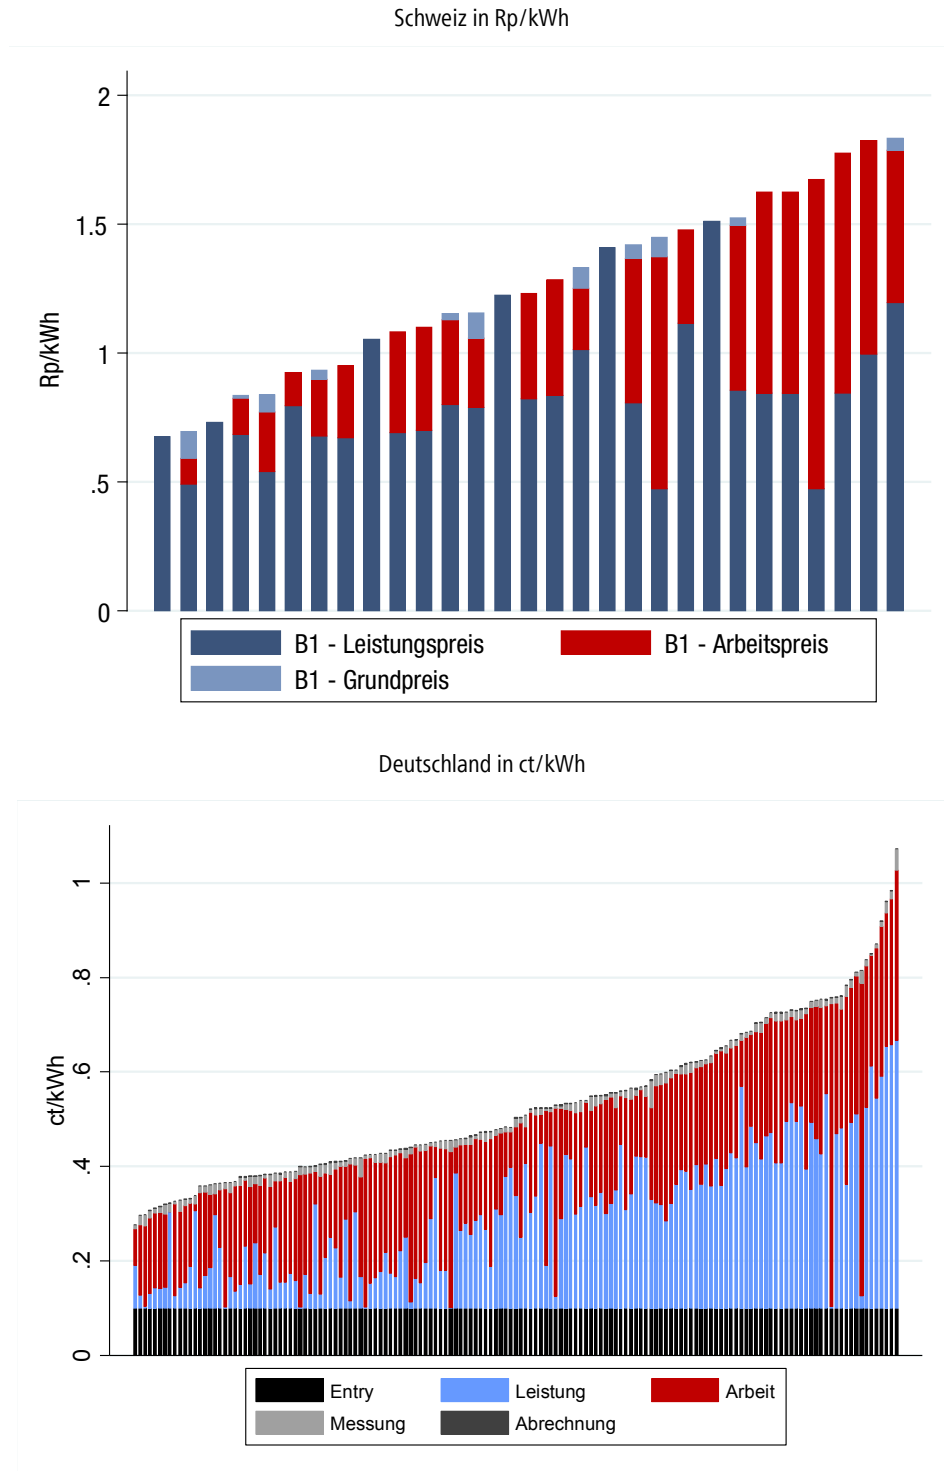 Schweiz in Rp/kWh
2
1.5
1
.5
0
Rp/kWh
B1 - Leistungspreis
B1 - Arbeitspreis
B1 - Grundpreis
Deutschland in ct/kWh
1
.8
.6
.4
.2
0
ct/kWh
Entry
Leistung
Arbeit
Messung
Abrechnung